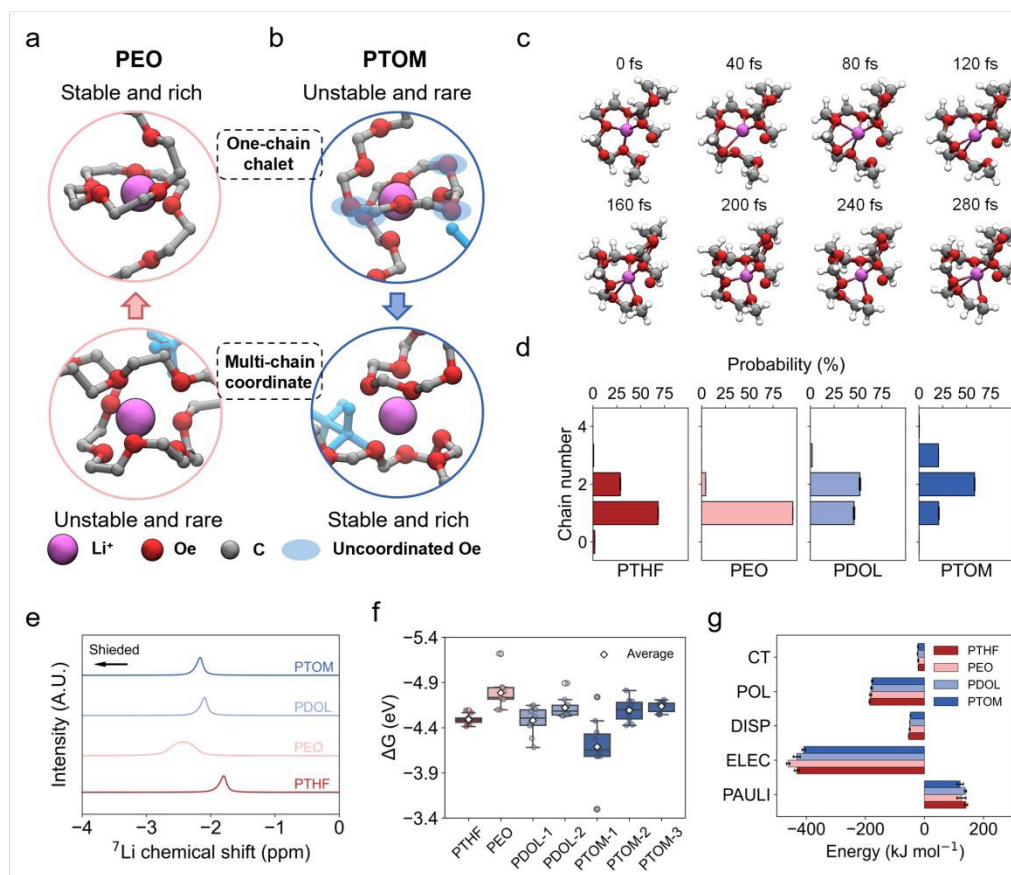 a
PEO
Stable and rich
b
PTOM
Unstable and rare
One-chain
chalet
Multi-chain
coordinate
Unstable and rare
Stable and rich
Li⁺
Oe
C
Uncoordinated Oe
c
0 fs
40 fs
80 fs
120 fs
160 fs
200 fs
240 fs
280 fs
d
Probability (%)
0 25 50 75
0 25 50 75
0 25 50 75
0 25 50 75
Chain number
4
2
0
PTHF
PEO
PDOL
PTOM
e
Shieded
PTOM
PDOL
PEO
PTHF
Intensity (A.U.)
−4
−3
−2
−1
0
⁷Li chemical shift (ppm)
f
Average
ΔG (eV)
−5.4
−4.9
−4.4
−3.9
−3.4
PTHF
PEO
PDOL-1
PDOL-2
PTOM-1
PTOM-2
PTOM-3
g
CT
POL
DISP
ELEC
PAULI
PTHF
PEO
PDOL
PTOM
−400
−200
0
200
Energy (kJ mol⁻¹)